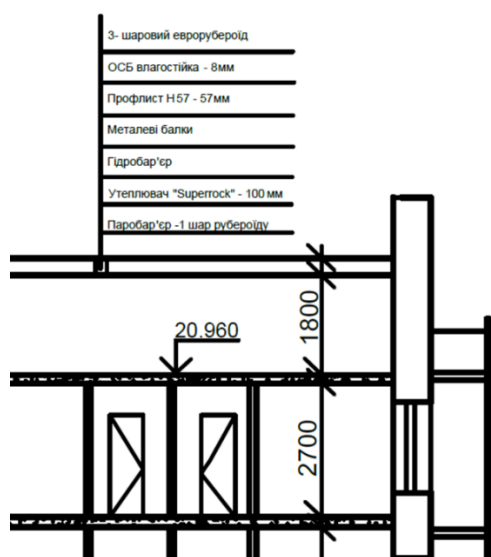 3- шаровий еврорубероїд
ОСБ влагостійка - 8мм
Профлист Н57 - 57мм
Металеві балки
Гідробар'єр
Утеплювач "Superrock" - 100 мм
Паробар'єр -1 шар рубероїду
20.960
1800
2700